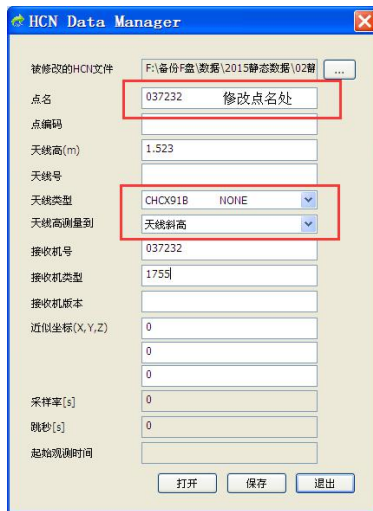 HCN Data Manager
被修改的HCN文件 F:\备份F盘\数据\2015静态数据\02静 ...
点名 037232 修改点名处
点编码
天线高(m) 1.523
天线号
天线类型 CHCX91B NONE
天线高测量到 天线斜高
接收机号 037232
接收机类型 1755
接收机版本
近似坐标(X,Y,Z) 0
0
0
采样率[s] 0
跳秒[s] 0
起始观测时间
打开 保存 退出